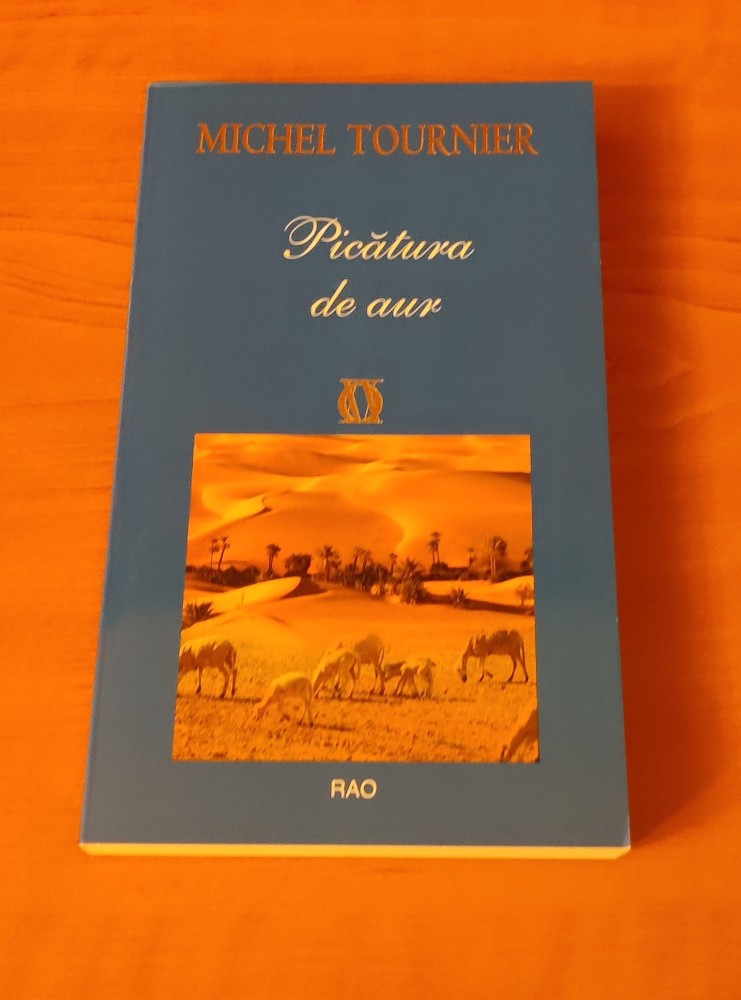 MICHEL TOURNIER
Picătura
de aur
RAO